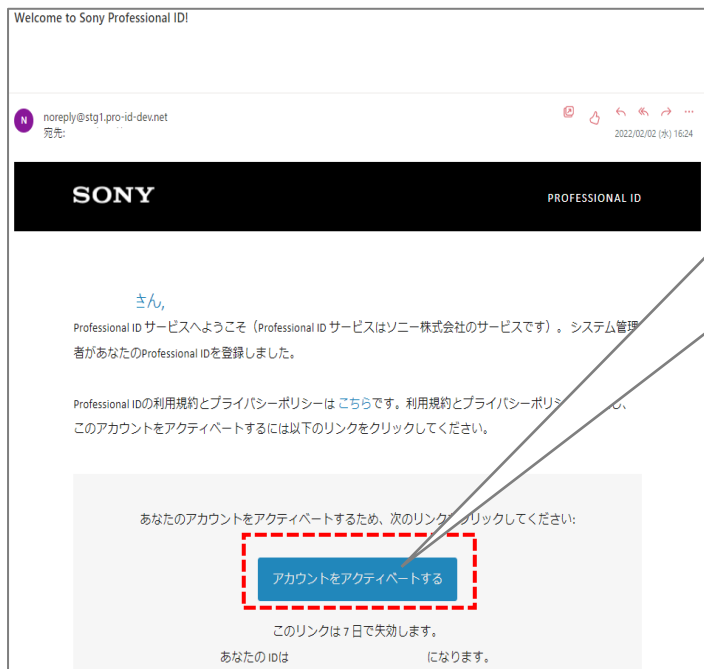 Welcome to Sony Professional ID!
N
noreply@stg1.pro-id-dev.net
宛先:
2022/02/02 (水) 16:24
SONY
PROFESSIONAL ID
さん,
Professional ID サービスへようこそ（Professional ID サービスはソニー株式会社のサービスです）。システム管理
者があなたのProfessional IDを登録しました。
Professional IDの利用規約とプライバシーポリシーは こちらです。利用規約とプライバシーポリシ し、
このアカウントをアクティベートするには以下のリンクをクリックしてください。
あなたのアカウントをアクティベートするため、次のリンクをクリックしてください:
アカウントをアクティベートする
このリンクは 7 日で失効します。
あなたの IDは になります。